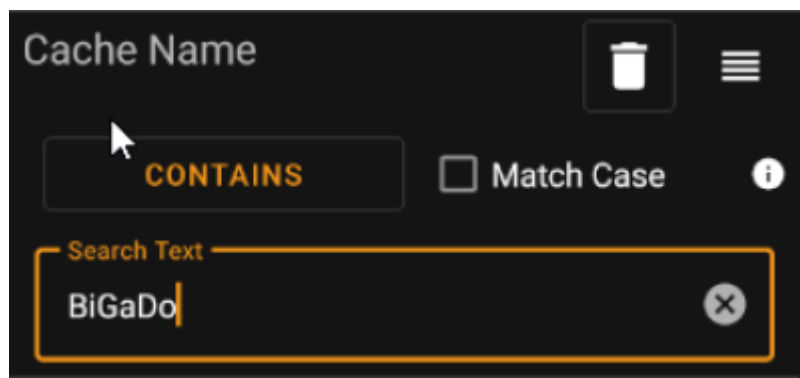 Cache Name
CONTAINS
Match Case
Search Text
BiGaDo